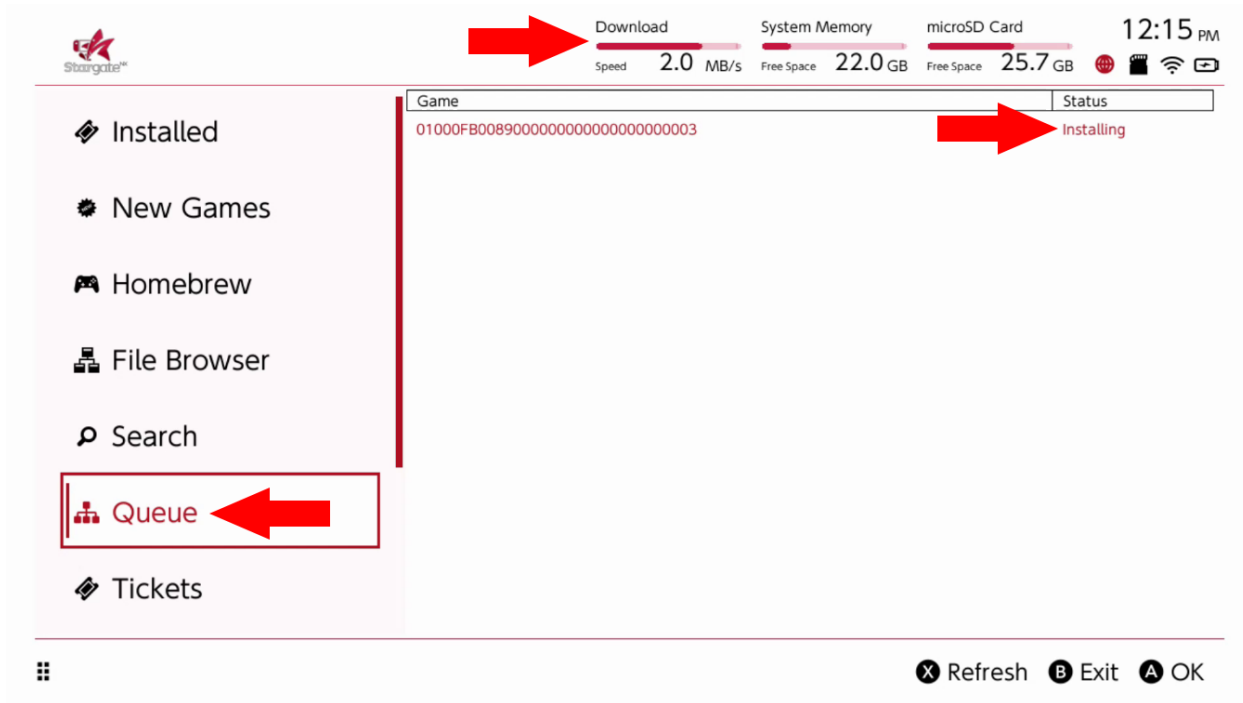 Stargate
Download
Speed 2.0 MB/s
System Memory
Free Space 22.0 GB
microSD Card
Free Space 25.7 GB
12:15 PM
Installed
New Games
Homebrew
File Browser
Search
Queue
Tickets
Game Status
01000FB00890000000000000000000003 Installing
X Refresh B Exit A OK